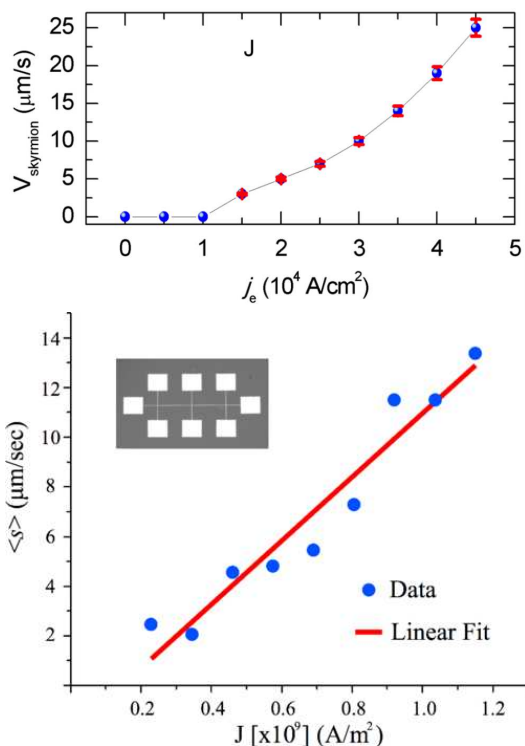 25
20
15
10
5
0
V_skyrmion (μm/s)
J
0 1 2 3 4 5
j_e (10^4 A/cm^2)
14
12
10
8
6
4
2
<s> (μm/sec)
Data
Linear Fit
0.2 0.4 0.6 0.8 1.0 1.2
J [x10^9] (A/m^2)